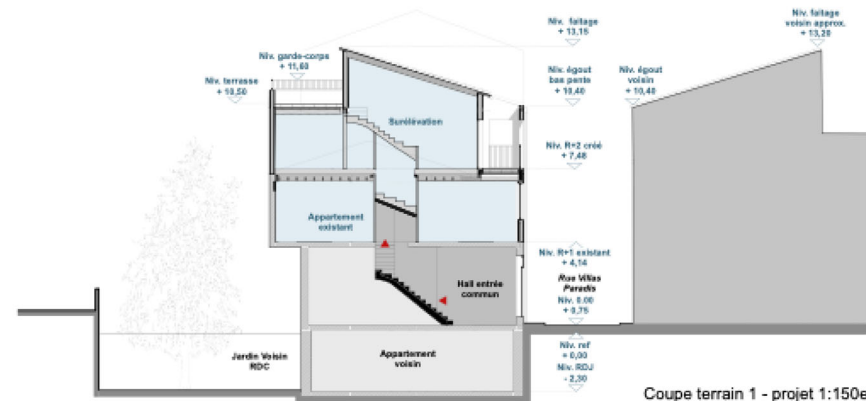 Niv. faitage
+ 13,15
Niv. faitage
voisin approx.
+ 13,20
Niv. garde-corps
+ 11,60
Niv. terrasse
+ 10,50
Niv. égout
bas pente
+ 10,40
Niv. égout
voisin
+ 10,40
Surélévation
Niv. R+2 créé
+ 7,48
Appartement
existant
Niv. R+1 existant
+ 4,14
Hall entrée
commun
Rue Villas
Paradis
Niv. 0.00
+ 0,75
Jardin Voisin
RDC
Appartement
voisin
Niv. ref
+ 0,00
Niv. RDJ
- 2,30
Coupe terrain 1 - projet 1:150e